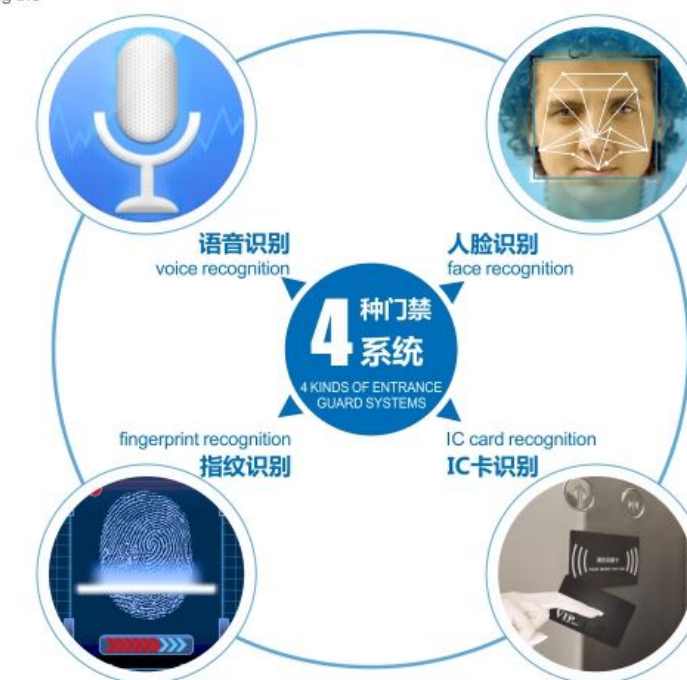 语音识别
voice recognition
人脸识别
face recognition
4
种门禁
系统
4 KINDS OF ENTRANCE
GUARD SYSTEMS
fingerprint recognition
指纹识别
IC card recognition
IC卡识别
VIP